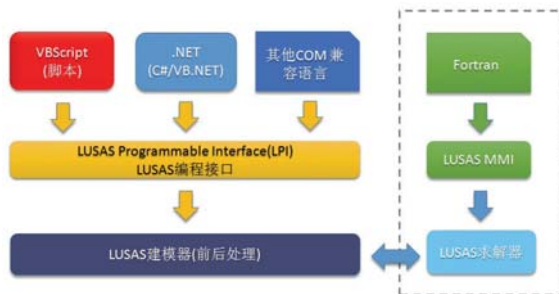 VBScript
(脚本)
.NET
(C#/VB.NET)
其他COM 兼
容语言
Fortran
LUSAS Programmable Interface(LPI)
LUSAS编程接口
LUSAS MMI
LUSAS建模器(前后处理)
LUSAS求解器